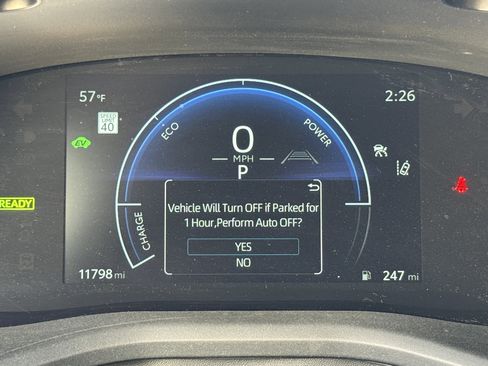 57°F
2:26
SPEED
LIMIT
40
ECO
POWER
0
MPH
P
EV
READY
CHARGE
Vehicle Will Turn OFF if Parked for
1 Hour,Perform Auto OFF?
YES
NO
11798 mi
247 mi